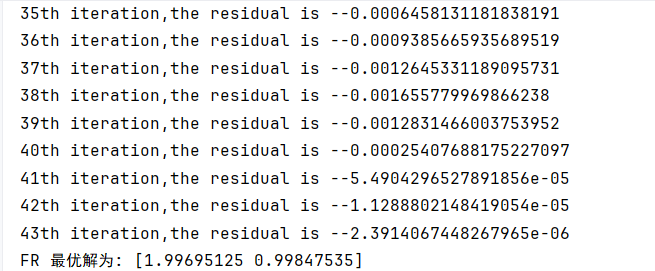 35th iteration,the residual is --0.0006458131181838191
36th iteration,the residual is --0.0009385665935689519
37th iteration,the residual is --0.0012645331189095731
38th iteration,the residual is --0.001655779969866238
39th iteration,the residual is --0.0012831466003753952
40th iteration,the residual is --0.00025407688175227097
41th iteration,the residual is --5.4904296527891856e-05
42th iteration,the residual is --1.1288802148419054e-05
43th iteration,the residual is --2.3914067448267965e-06
FR 最优解为: [1.99695125 0.99847535]